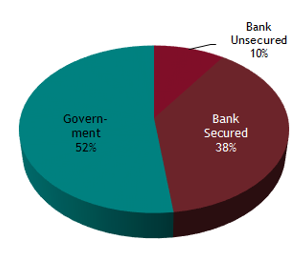 Bank
Unsecured
10%
Govern-
ment
52%
Bank
Secured
38%